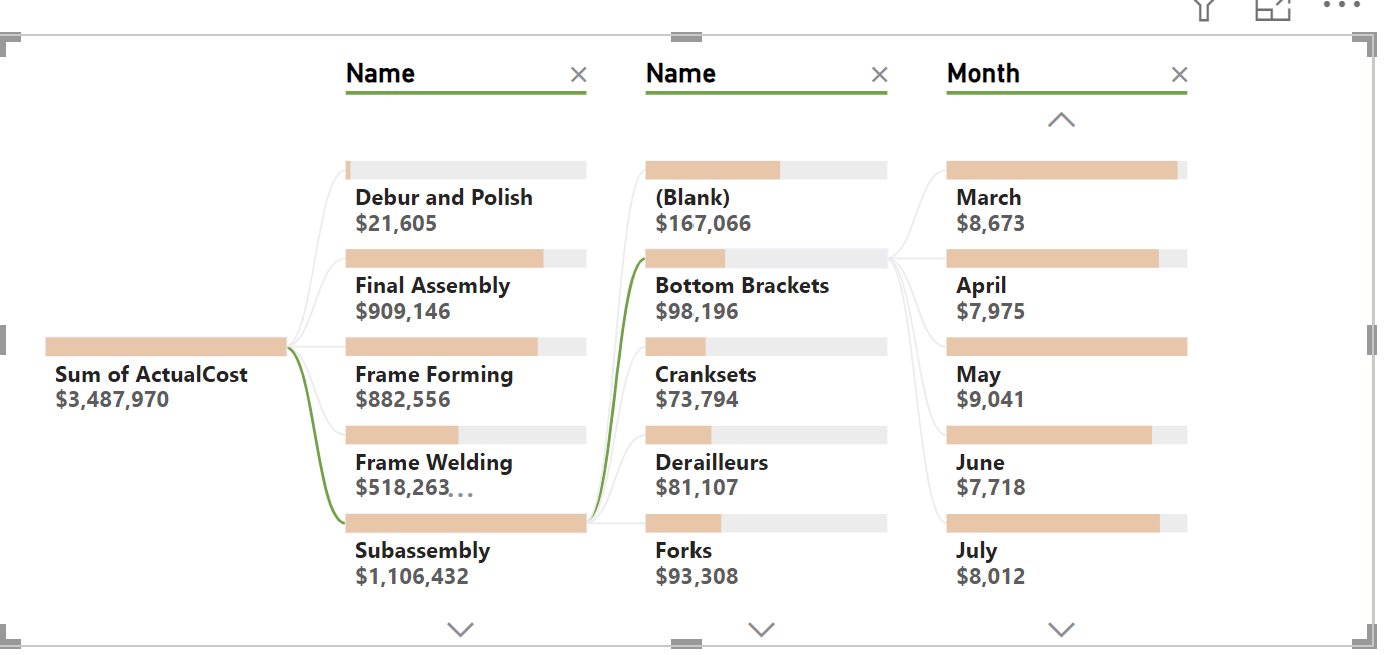 Name
Name
Month
Debur and Polish
$21,605
Final Assembly
$909,146
Sum of ActualCost
$3,487,970
Frame Forming
$882,556
Frame Welding
$518,263...
Subassembly
$1,106,432
(Blank)
$167,066
Bottom Brackets
$98,196
Cranksets
$73,794
Derailleurs
$81,107
Forks
$93,308
March
$8,673
April
$7,975
May
$9,041
June
$7,718
July
$8,012